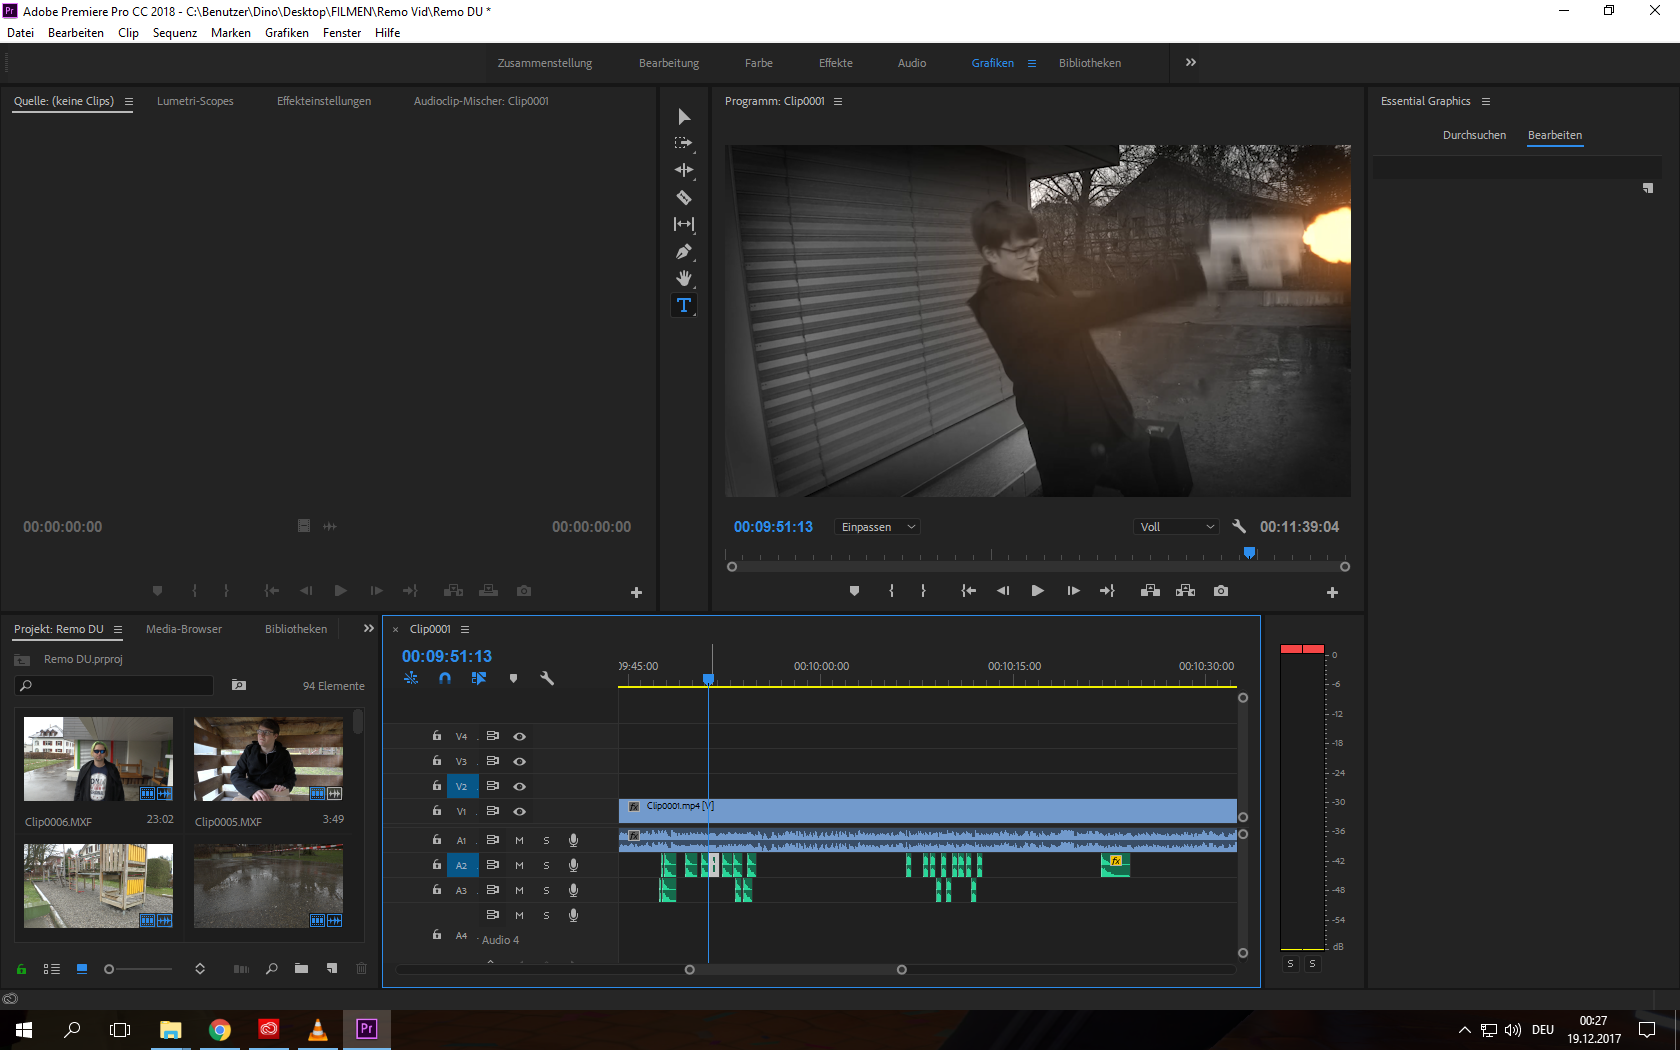 Pr Adobe Premiere Pro CC 2018 - C:\Benutzer\Dino\Desktop\FILMEN\Remo Vid\Remo DU *
Datei Bearbeiten Clip Sequenz Marken Grafiken Fenster Hilfe
Zusammenstellung Bearbeitung Farbe Effekte Audio Grafiken Bibliotheken
Quelle: (keine Clips) Lumetri-Scopes Effekteinstellungen Audioclip-Mischer: Clip0001
Programm: Clip0001
Essential Graphics
Durchsuchen Bearbeiten
T
00:00:00:00 00:00:00:00
00:09:51:13 Einpassen Voll 00:11:39:04
Projekt: Remo DU Media-Browser Bibliotheken
Remo DU.prproj
94 Elemente
Clip0006.MXF 23:02
Clip0005.MXF 3:49
Clip0001
00:09:51:13
09:45:00 00:10:00:00 00:10:15:00 00:10:30:00
V4
V3
V2
V1
fx Clip0001.mp4 [V]
A1 M S
fx
A2 M S
fx
A3 M S
M S
A4 Audio 4
0
-6
-12
-18
-24
-30
-36
-42
-48
-54
dB
S S
Pr
DEU
00:27
19.12.2017